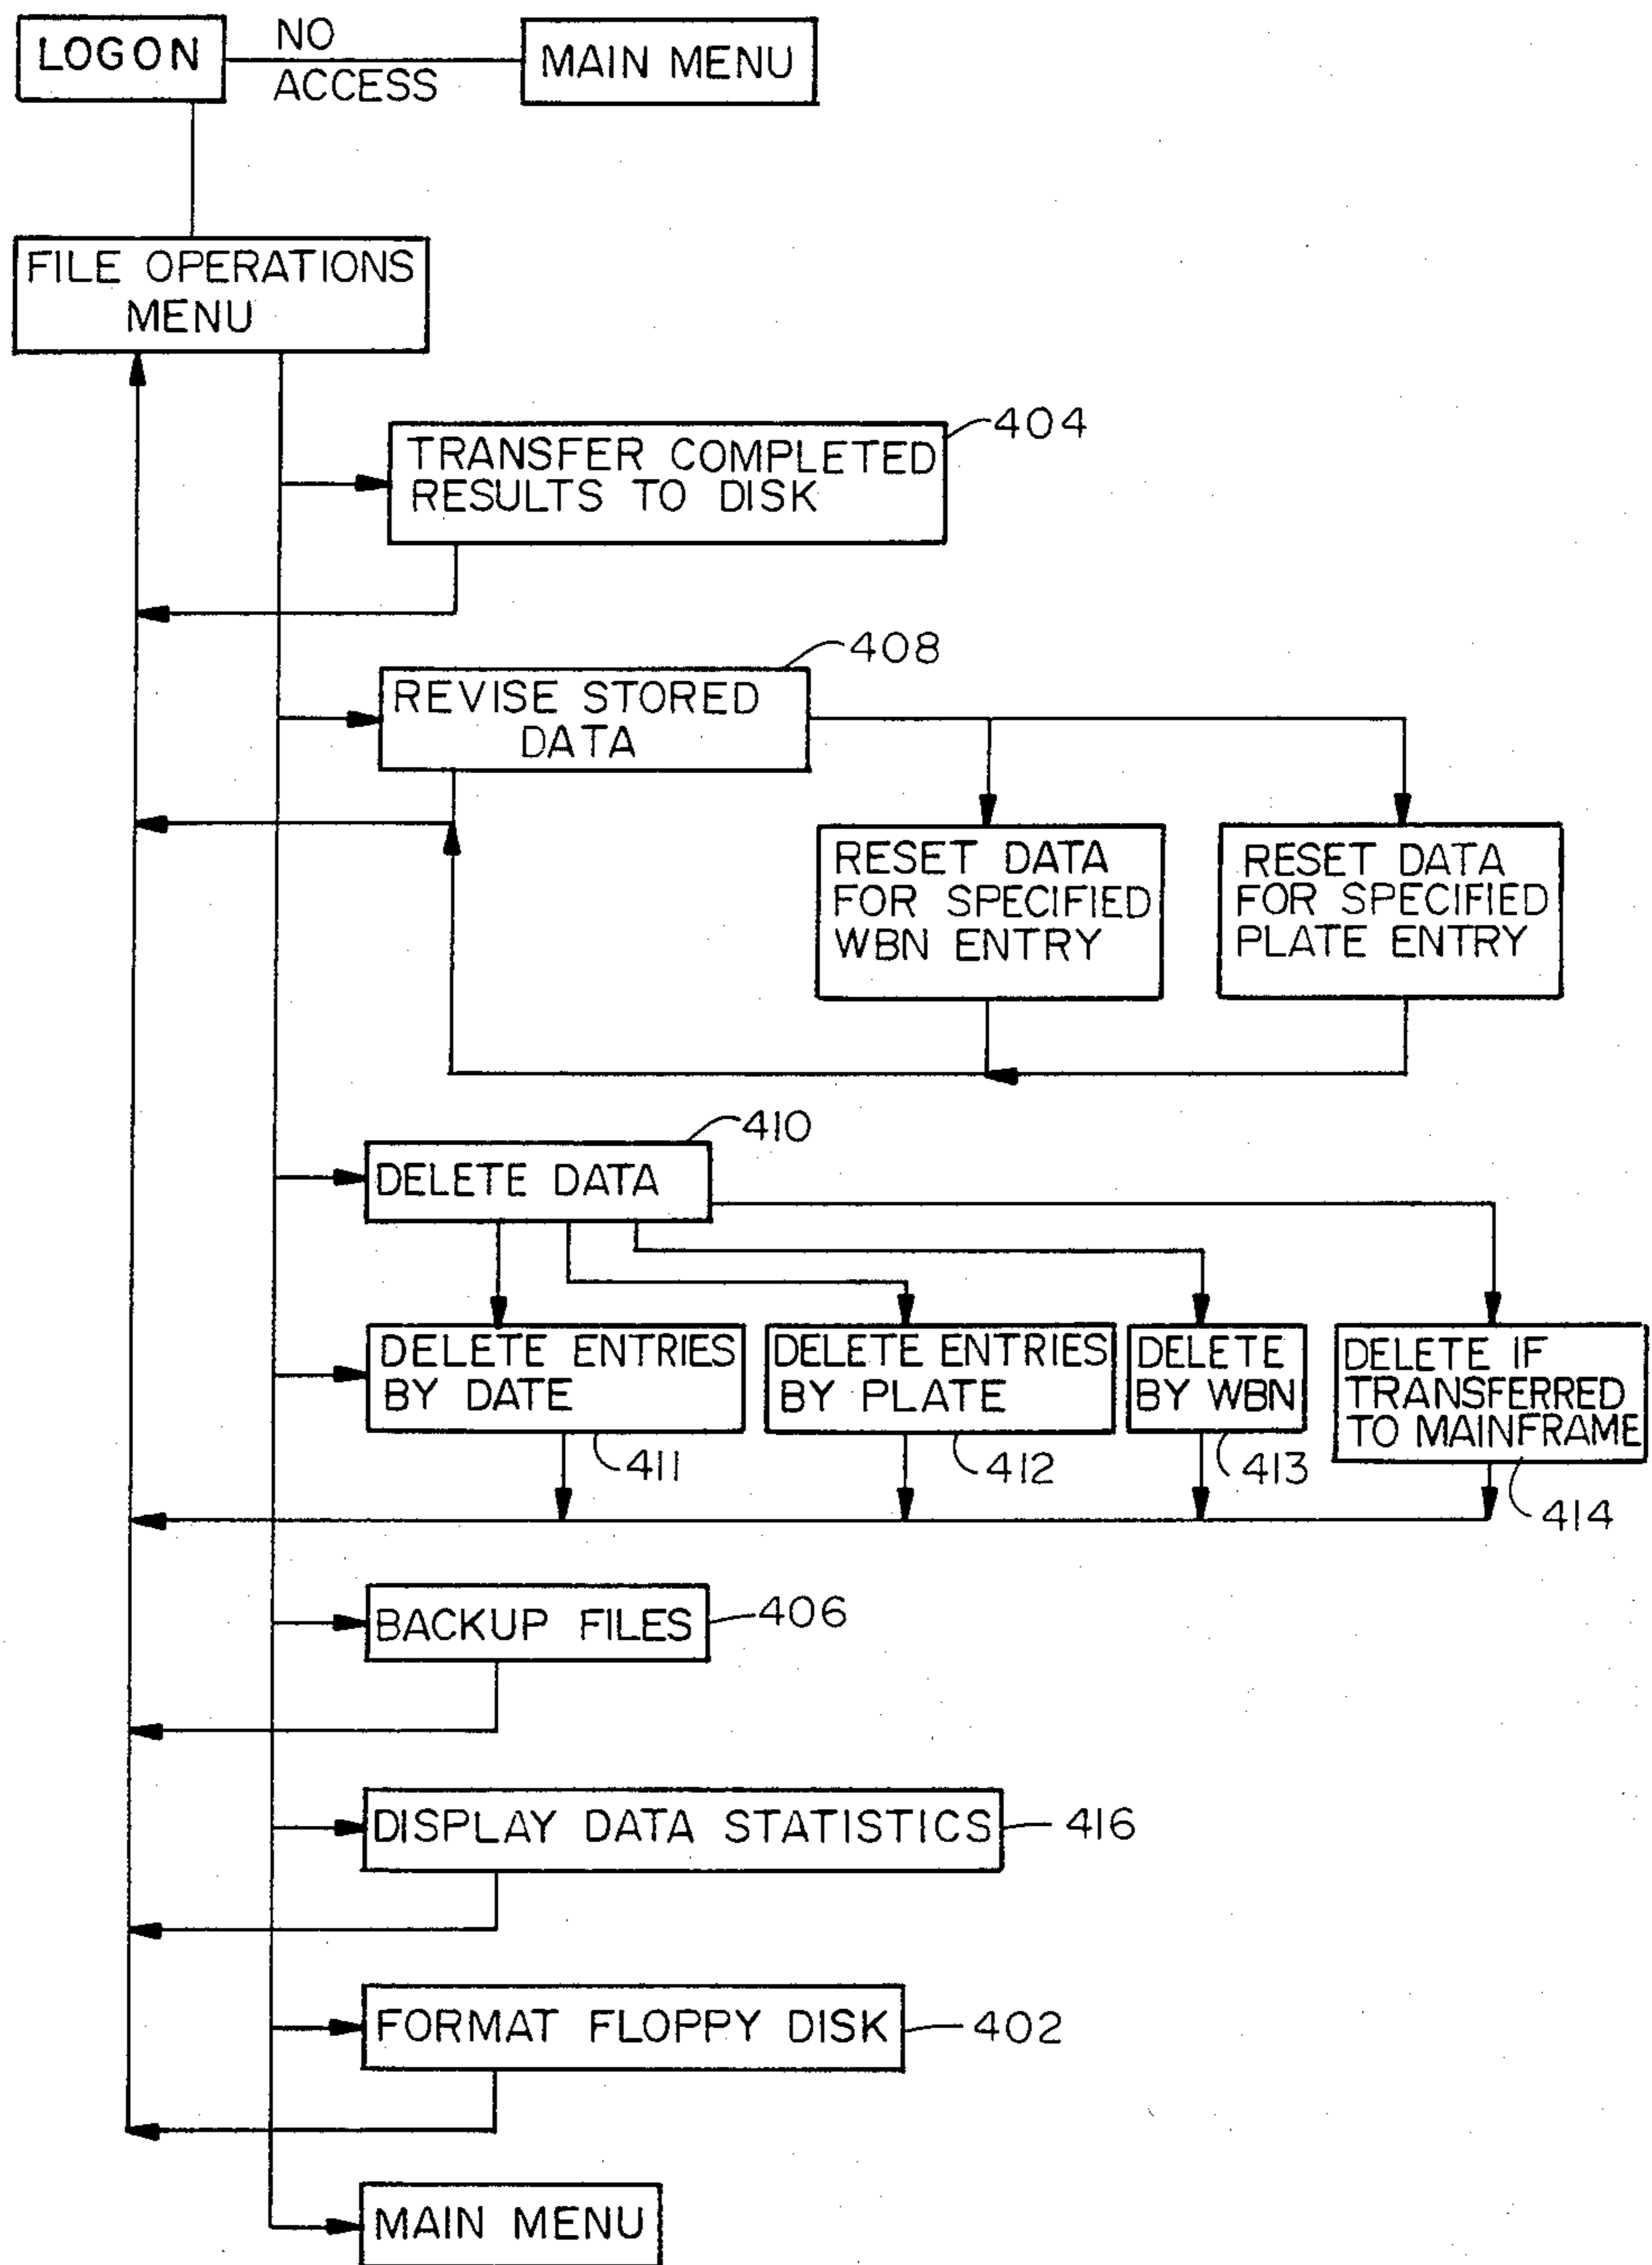 LOGON
NO
ACCESS
MAIN MENU
FILE OPERATIONS
MENU
404
TRANSFER COMPLETED
RESULTS TO DISK
408
REVISE STORED
DATA
RESET DATA
FOR SPECIFIED
WBN ENTRY
RESET DATA
FOR SPECIFIED
PLATE ENTRY
410
DELETE DATA
DELETE ENTRIES
BY DATE
411
DELETE ENTRIES
BY PLATE
412
DELETE
BY WBN
413
DELETE IF
TRANSFERRED
TO MAINFRAME
414
BACKUP FILES
406
DISPLAY DATA STATISTICS
416
FORMAT FLOPPY DISK
402
MAIN MENU